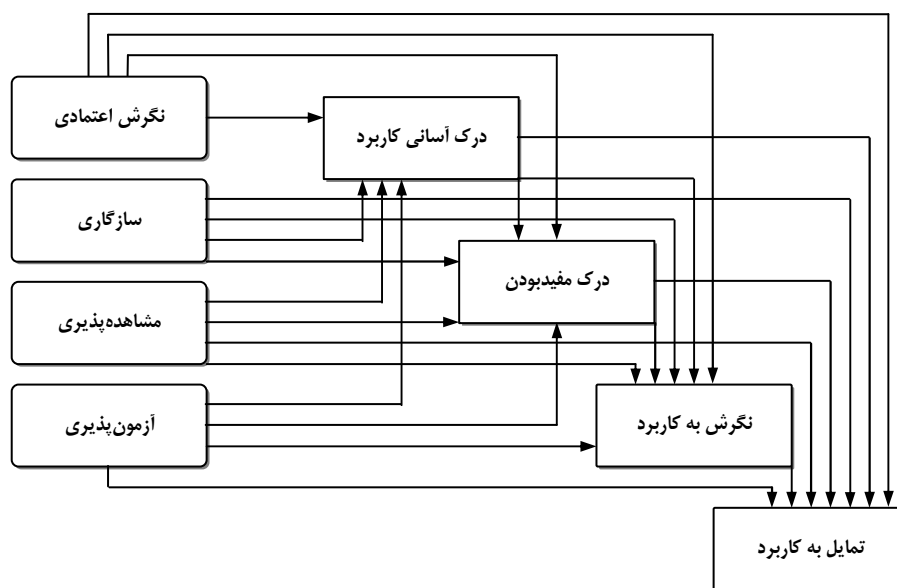 نگرش اعتمادی
درک آسانی کاربرد
سازگاری
درک مفیدبودن
مشاهده‌پذیری
آزمون‌پذیری
نگرش به کاربرد
تمایل به کاربرد